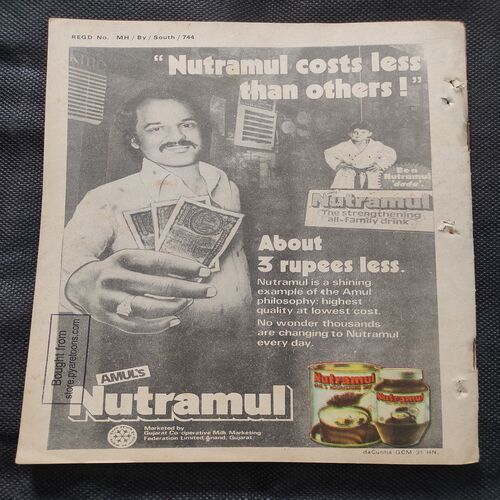 REGD No. MH / By / South / 744
" Nutramul costs less
than others ! "
Be a
Nutramul
"dada".
Nutramul
The strengthening
all-family drink
About
3 rupees less.
Nutramul is a shining
example of the Amul
philosophy: highest
quality at lowest cost.
No wonder thousands
are changing to Nutramul
every day.
Bought from
store.pyaretoons.com
AMUL'S
Nutramul
Marketed by
Gujarat Co-operative Milk Marketing
Federation Limited, Anand, Gujarat.
Nutramul
Nutramul
daCunha GCM. 31 HN.